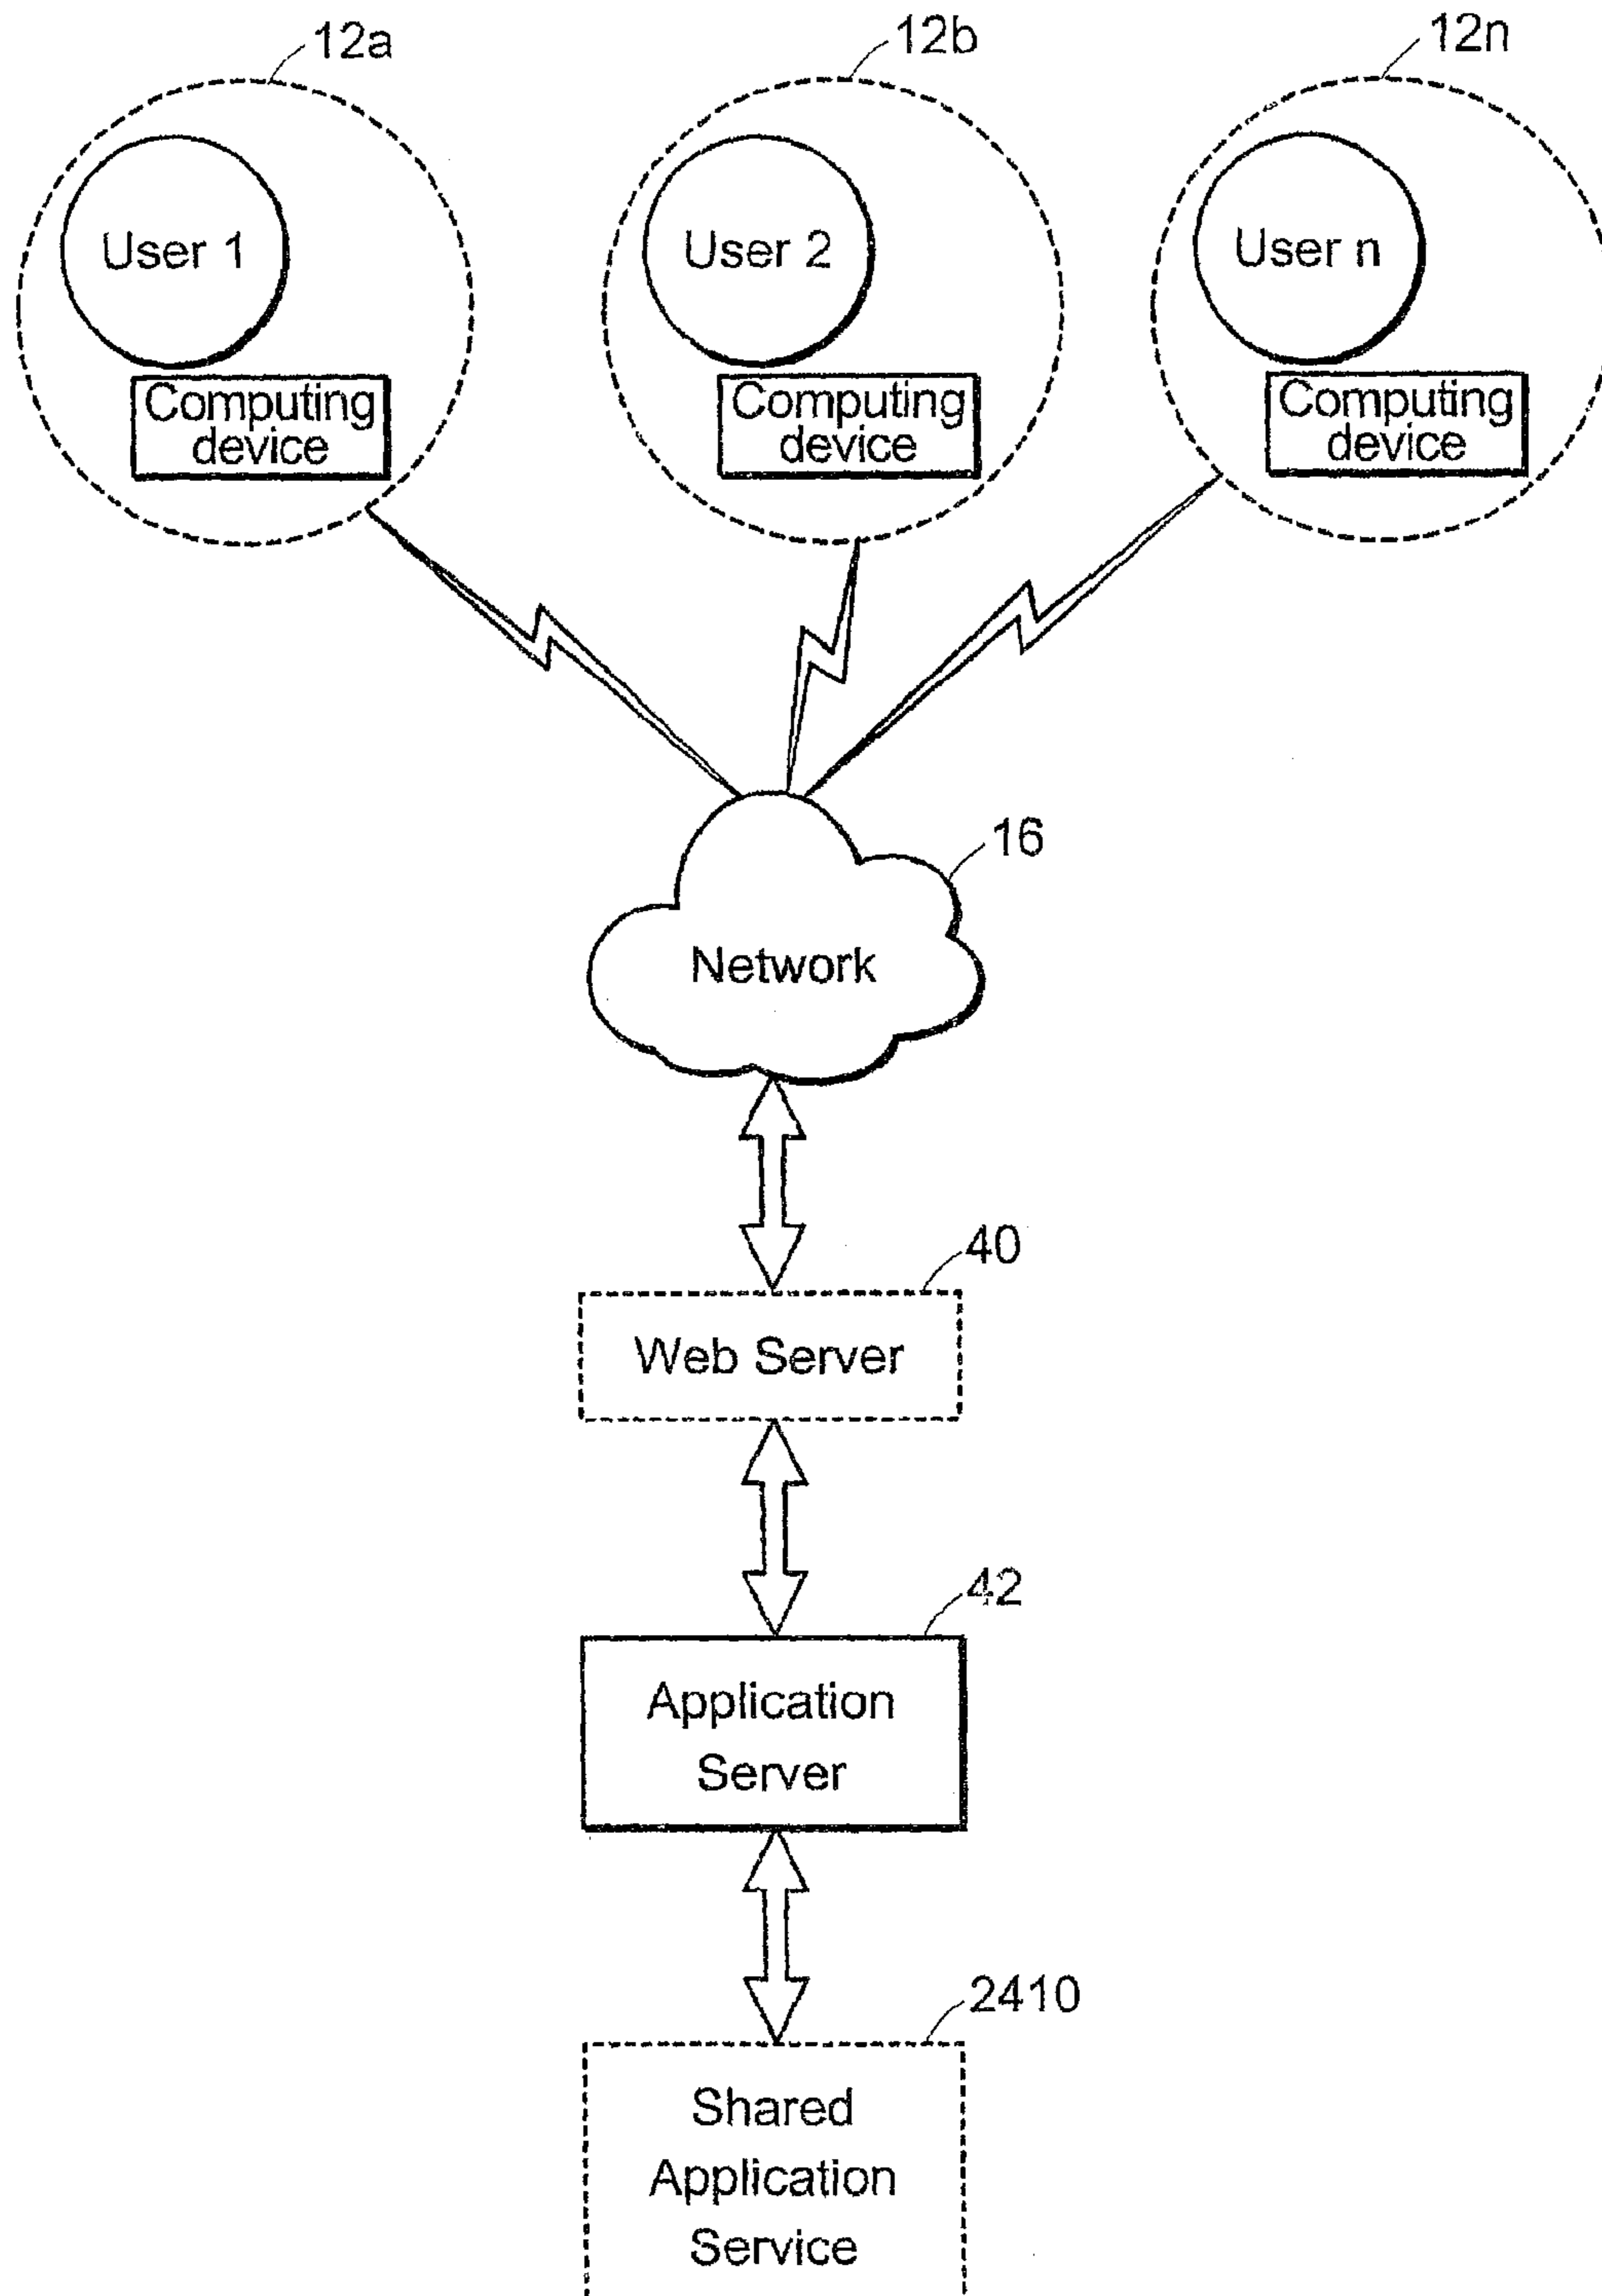 12a
12b
12n
User 1
User 2
User n
Computing
device
Computing
device
Computing
device
16
Network
40
Web Server
42
Application
Server
2410
Shared
Application
Service